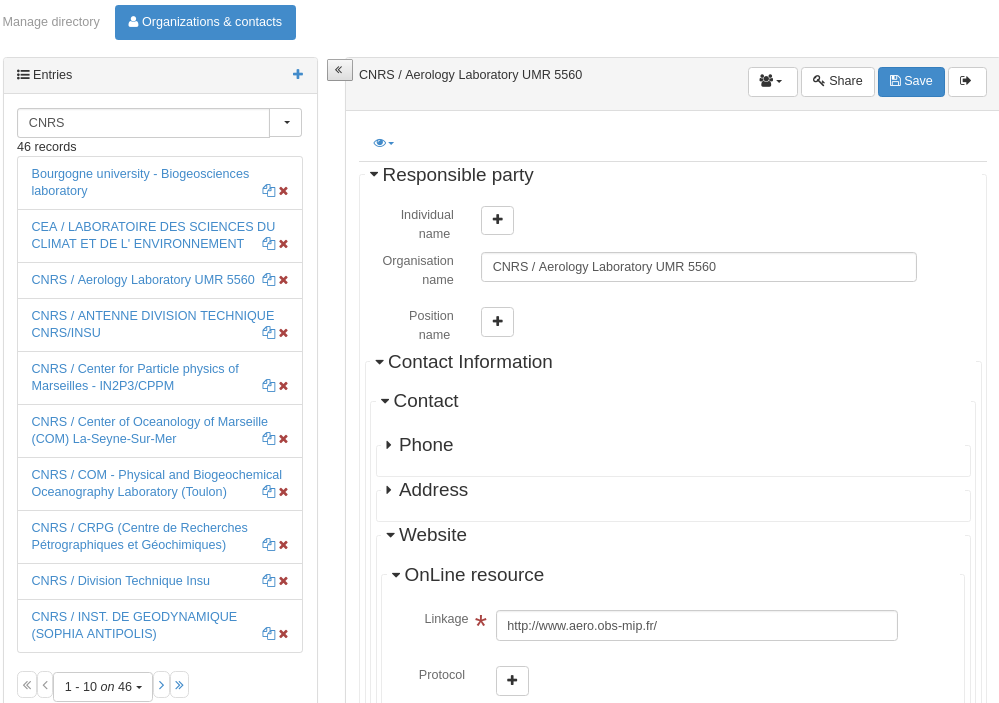 Manage directory
Organizations & contacts
Entries
CNRS
46 records
Bourgogne university - Biogeosciences
laboratory
CEA / LABORATOIRE DES SCIENCES DU
CLIMAT ET DE L' ENVIRONNEMENT
CNRS / Aerology Laboratory UMR 5560
CNRS / ANTENNE DIVISION TECHNIQUE
CNRS/INSU
CNRS / Center for Particle physics of
Marseilles - IN2P3/CPPM
CNRS / Center of Oceanology of Marseille
(COM) La-Seyne-Sur-Mer
CNRS / COM - Physical and Biogeochemical
Oceanography Laboratory (Toulon)
CNRS / CRPG (Centre de Recherches
Pétrographiques et Géochimiques)
CNRS / Division Technique Insu
CNRS / INST. DE GEODYNAMIQUE
(SOPHIA ANTIPOLIS)
« ‹ 1 - 10 on 46 › »
«
CNRS / Aerology Laboratory UMR 5560
Share
Save
Responsible party
Individual
name
Organisation
name
CNRS / Aerology Laboratory UMR 5560
Position
name
Contact Information
Contact
Phone
Address
Website
OnLine resource
Linkage *
http://www.aero.obs-mip.fr/
Protocol